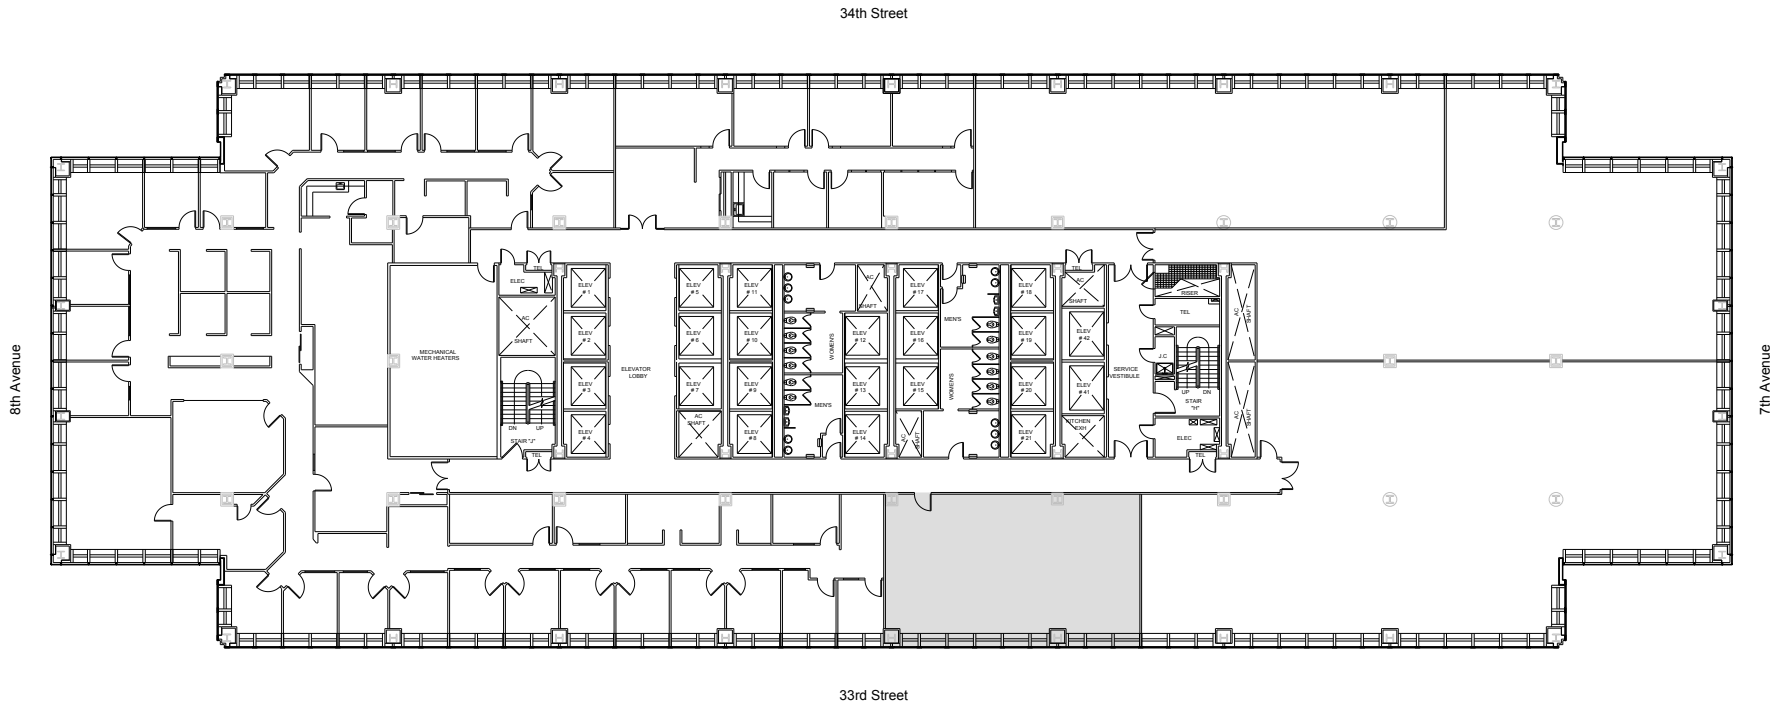 34th Street
TEL
ELEC
AC
SHAFT
MECHANICAL
WATER HEATERS
DN UP
STAIR "J"
TEL
ELEV
# 1
ELEV
# 2
ELEV
# 3
ELEV
# 4
ELEVATOR
LOBBY
ELEV
# 5
ELEV
# 6
ELEV
# 7
AC
SHAFT
ELEV
# 11
ELEV
# 10
ELEV
# 9
ELEV
# 8
WOMEN'S
MEN'S
AC
SHAFT
ELEV
# 12
ELEV
# 13
ELEV
# 14
ELEV
# 17
ELEV
# 16
ELEV
# 15
AC
SHAFT
MEN'S
WOMEN'S
ELEV
# 18
ELEV
# 19
ELEV
# 20
ELEV
# 21
TEL
AC
SHAFT
ELEV
# 42
ELEV
# 41
KITCHEN
EXH
SERVICE
VESTIBULE
RISER
TEL
J.C
UP DN
STAIR
"H"
ELEC
TEL
AC
SHAFT
AC
SHAFT
8th Avenue
7th Avenue
33rd Street